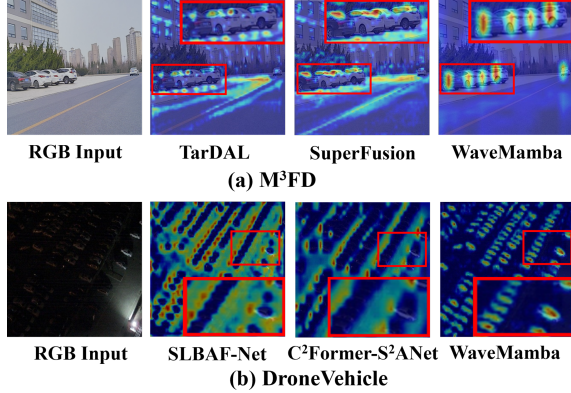 RGB Input TarDAL SuperFusion WaveMamba
(a) M³FD
RGB Input SLBAF-Net C²Former-S²ANet WaveMamba
(b) DroneVehicle